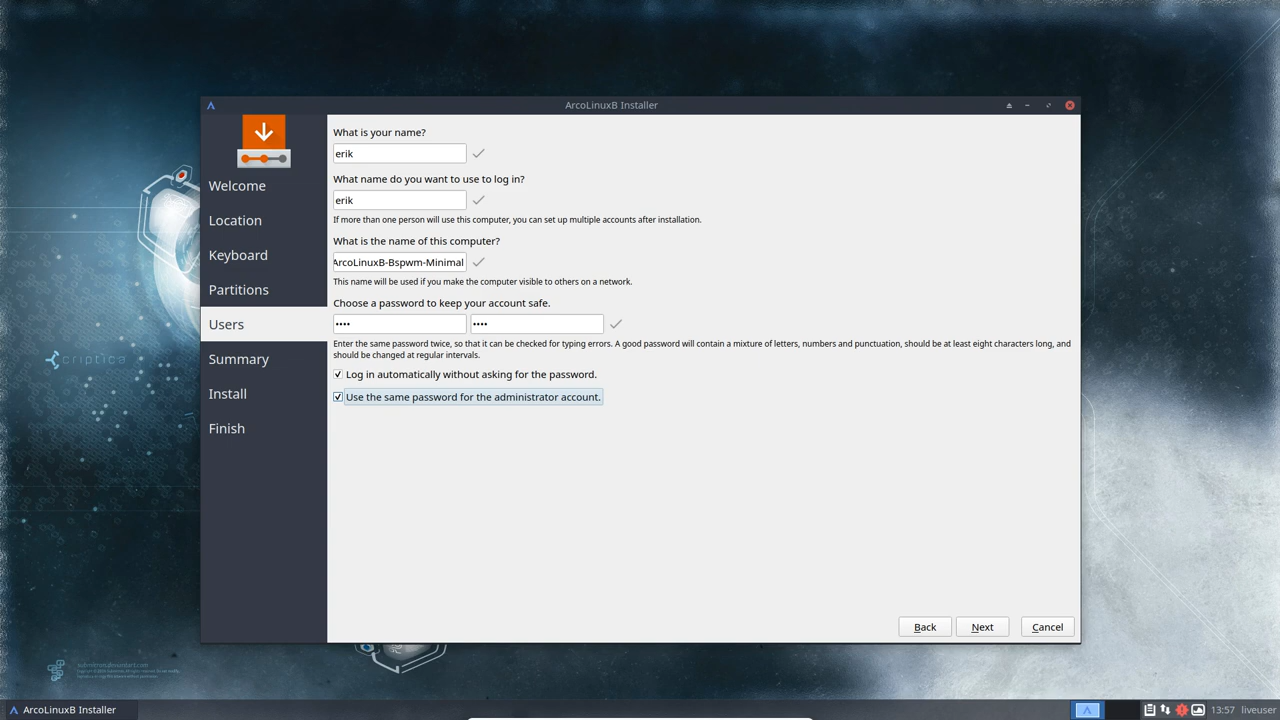 ArcoLinuxB Installer
Welcome
Location
Keyboard
Partitions
Users
Summary
Install
Finish
What is your name?
erik
What name do you want to use to log in?
erik
If more than one person will use this computer, you can set up multiple accounts after installation.
What is the name of this computer?
ArcoLinuxB-Bspwm-Minimal
This name will be used if you make the computer visible to others on a network.
Choose a password to keep your account safe.
•••• ••••
Enter the same password twice, so that it can be checked for typing errors. A good password will contain a mixture of letters, numbers and punctuation, should be at least eight characters long, and
should be changed at regular intervals.
Log in automatically without asking for the password.
Use the same password for the administrator account.
Back Next Cancel
criptica
ArcoLinuxB Installer
13:57 liveuser